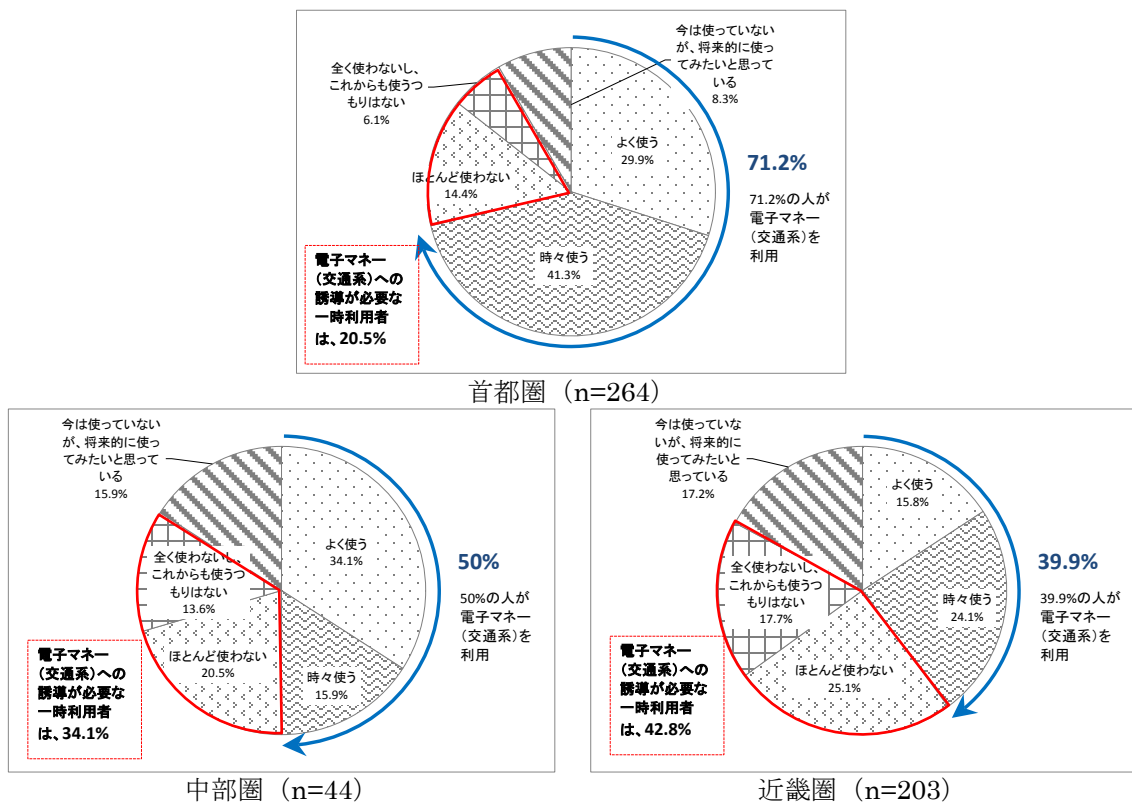 今は使っていない
が、将来的に使っ
てみたいと思って
いる
8.3%
全く使わないし、
これからも使うつ
もりはない
6.1%
よく使う
29.9%
ほとんど使わない
14.4%
時々使う
41.3%
71.2%
71.2%の人が
電子マネー
(交通系)を
利用
電子マネー
(交通系)への
誘導が必要な
一時利用者
は、20.5%
首都圏（n=264）
今は使っていない
が、将来的に使っ
てみたいと思って
いる
15.9%
よく使う
34.1%
全く使わないし、
これからも使うつ
もりはない
13.6%
ほとんど使わない
20.5%
時々使う
15.9%
50%
50%の人が
電子マネー
(交通系)を
利用
電子マネー
(交通系)への
誘導が必要な
一時利用者
は、34.1%
中部圏（n=44）
今は使っていな
いが、将来的に
使ってみたいと
思っている
17.2%
よく使う
15.8%
全く使わないし、
これからも使うつ
もりはない
17.7%
時々使う
24.1%
ほとんど使わない
25.1%
39.9%
39.9%の人が
電子マネー
(交通系)を
利用
電子マネー
(交通系)への
誘導が必要な
一時利用者
は、42.8%
近畿圏（n=203）